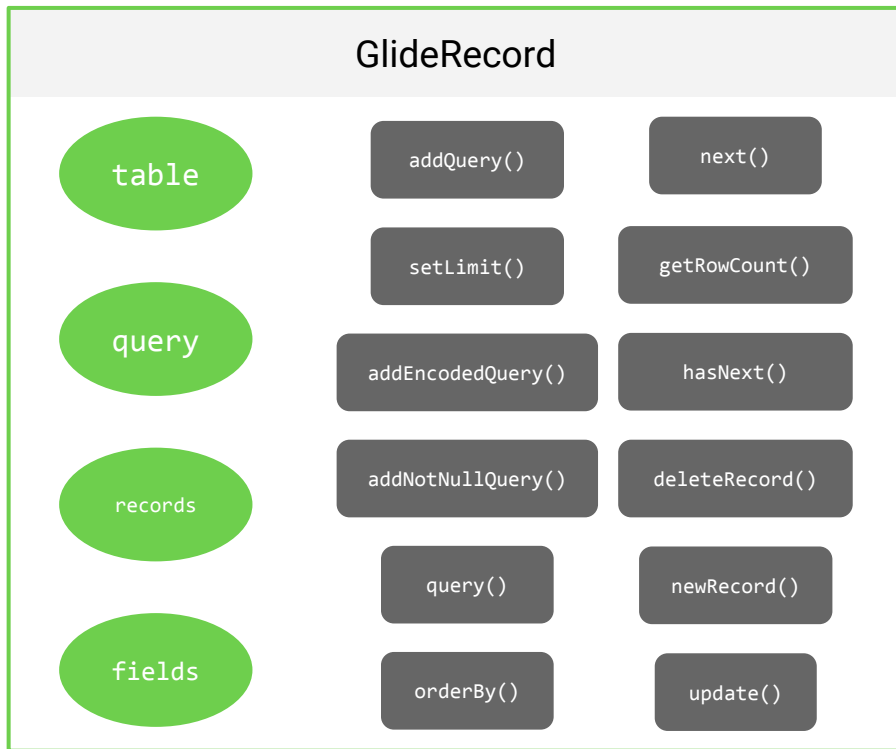 GlideRecord
table
query
records
fields
addQuery()
setLimit()
addEncodedQuery()
addNotNullQuery()
query()
orderBy()
next()
getRowCount()
hasNext()
deleteRecord()
newRecord()
update()